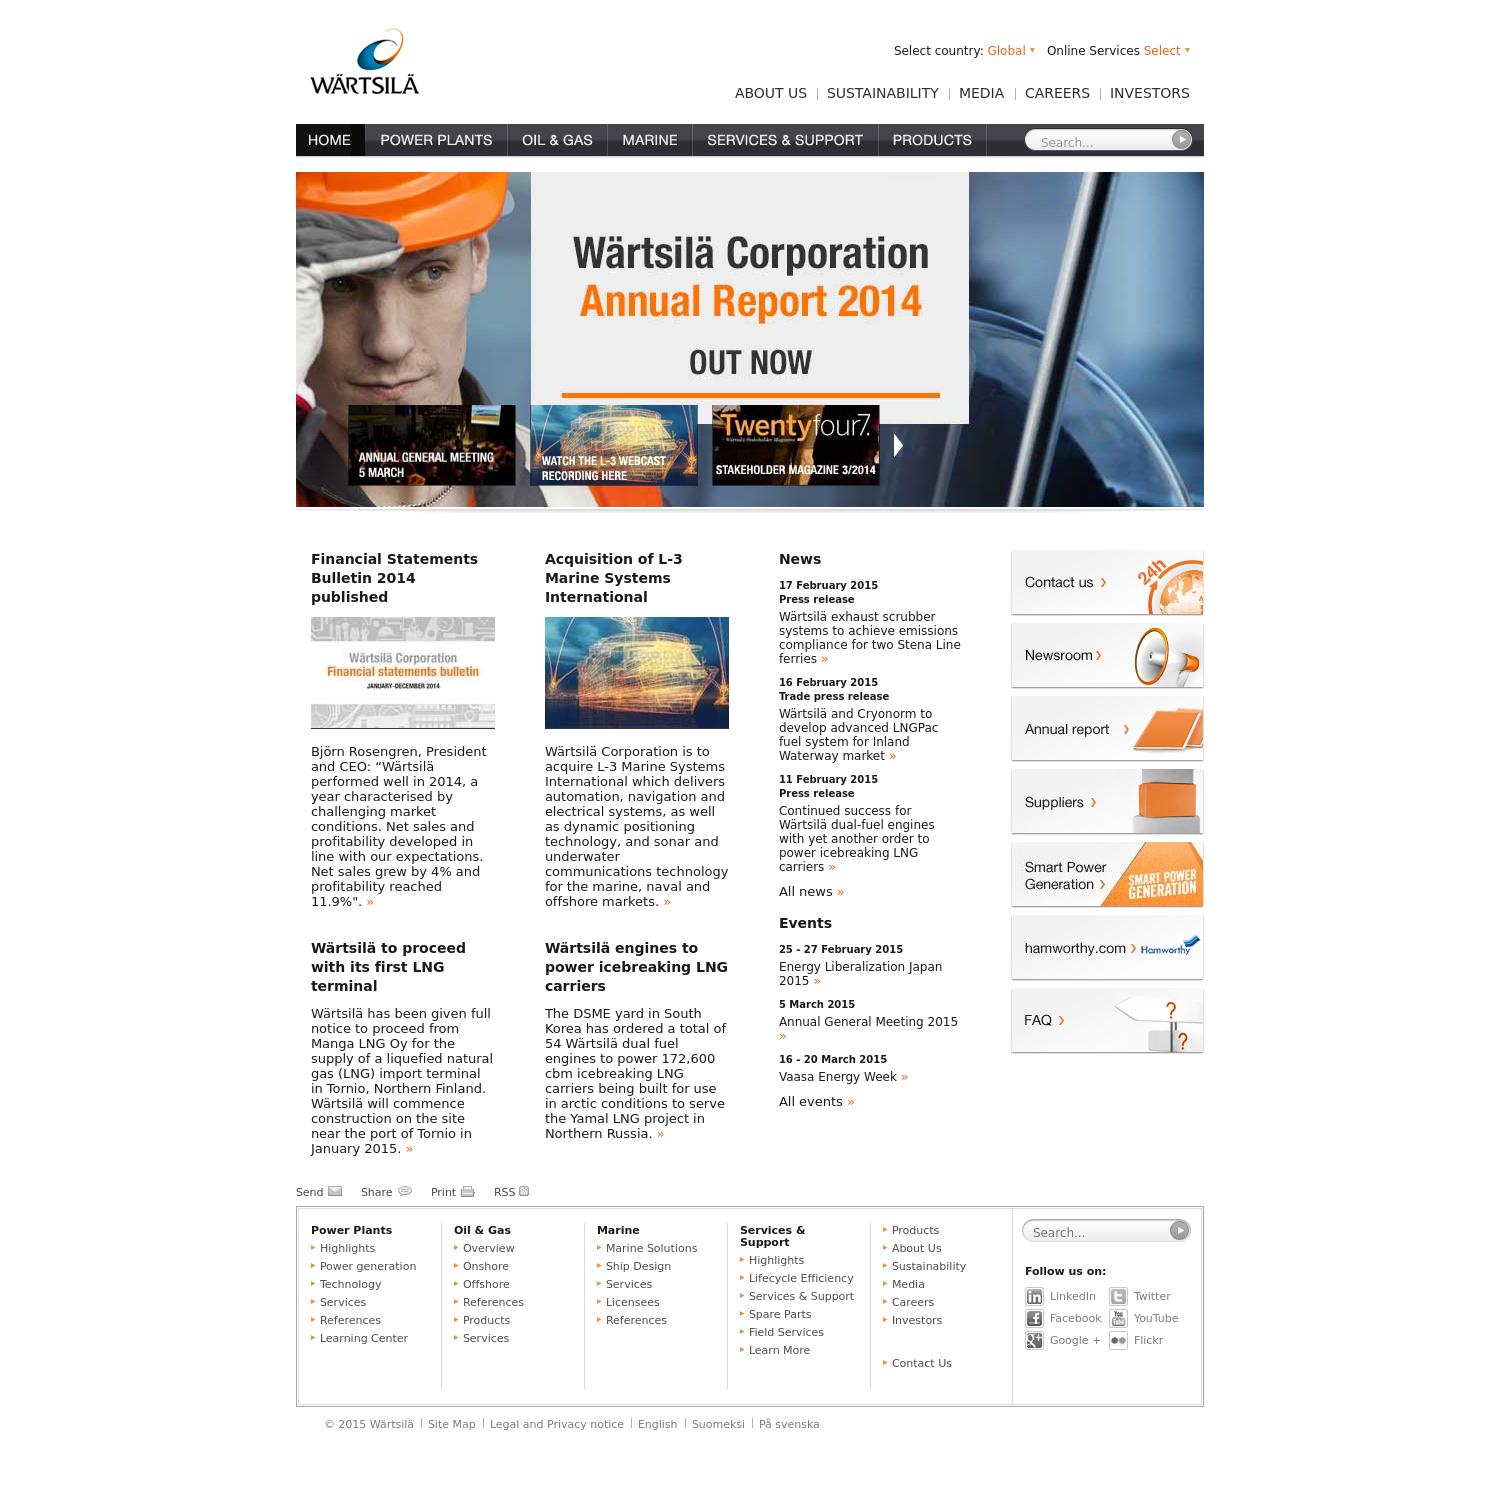 WÄRTSILÄ
Select country: Global
Online Services Select
ABOUT US
SUSTAINABILITY
MEDIA
CAREERS
INVESTORS
HOME
POWER PLANTS
OIL & GAS
MARINE
SERVICES & SUPPORT
PRODUCTS
Search...
Wärtsilä Corporation
Annual Report 2014
OUT NOW
ANNUAL GENERAL MEETING
5 MARCH
WATCH THE L-3 WEBCAST
RECORDING HERE
Twentyfour7.
Wärtsilä Stakeholder Magazine
STAKEHOLDER MAGAZINE 3/2014
Financial Statements
Bulletin 2014
published
Wärtsilä Corporation
Financial statements bulletin
JANUARY-DECEMBER 2014
Björn Rosengren, President
and CEO: “Wärtsilä
performed well in 2014, a
year characterised by
challenging market
conditions. Net sales and
profitability developed in
line with our expectations.
Net sales grew by 4% and
profitability reached
11.9%". »
Acquisition of L-3
Marine Systems
International
Wärtsilä Corporation is to
acquire L-3 Marine Systems
International which delivers
automation, navigation and
electrical systems, as well
as dynamic positioning
technology, and sonar and
underwater
communications technology
for the marine, naval and
offshore markets. »
Wärtsilä to proceed
with its first LNG
terminal
Wärtsilä has been given full
notice to proceed from
Manga LNG Oy for the
supply of a liquefied natural
gas (LNG) import terminal
in Tornio, Northern Finland.
Wärtsilä will commence
construction on the site
near the port of Tornio in
January 2015. »
Wärtsilä engines to
power icebreaking LNG
carriers
The DSME yard in South
Korea has ordered a total of
54 Wärtsilä dual fuel
engines to power 172,600
cbm icebreaking LNG
carriers being built for use
in arctic conditions to serve
the Yamal LNG project in
Northern Russia. »
News
17 February 2015
Press release
Wärtsilä exhaust scrubber
systems to achieve emissions
compliance for two Stena Line
ferries »
16 February 2015
Trade press release
Wärtsilä and Cryonorm to
develop advanced LNGPac
fuel system for Inland
Waterway market »
11 February 2015
Press release
Continued success for
Wärtsilä dual-fuel engines
with yet another order to
power icebreaking LNG
carriers »
All news »
Events
25 - 27 February 2015
Energy Liberalization Japan
2015 »
5 March 2015
Annual General Meeting 2015
»
16 - 20 March 2015
Vaasa Energy Week »
All events »
Contact us
24h
Newsroom
Annual report
Suppliers
Smart Power
Generation
SMART POWER
GENERATION
hamworthy.com
Hamworthy
FAQ
?
?
Send
Share
Print
RSS
Power Plants
Highlights
Power generation
Technology
Services
References
Learning Center
Oil & Gas
Overview
Onshore
Offshore
References
Products
Services
Marine
Marine Solutions
Ship Design
Services
Licensees
References
Services &
Support
Highlights
Lifecycle Efficiency
Services & Support
Spare Parts
Field Services
Learn More
Products
About Us
Sustainability
Media
Careers
Investors
Contact Us
Search...
Follow us on:
LinkedIn
Twitter
Facebook
YouTube
Google +
Flickr
© 2015 Wärtsilä
Site Map
Legal and Privacy notice
English
Suomeksi
På svenska